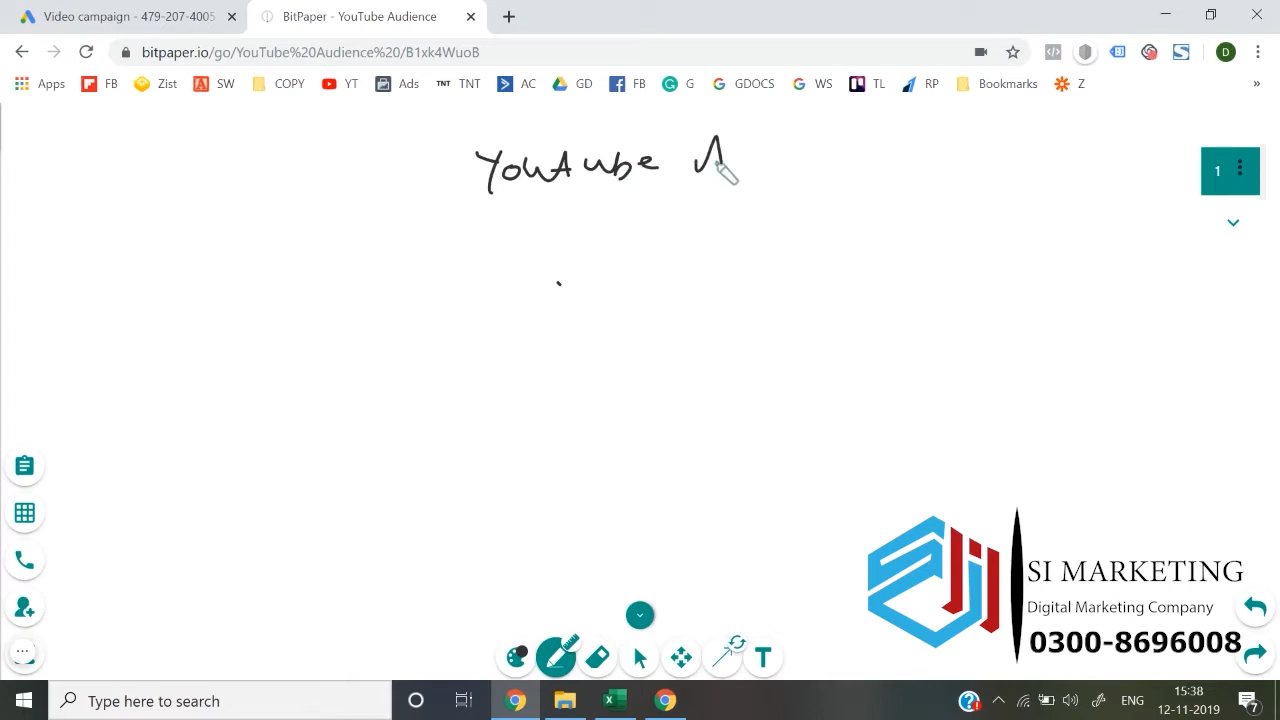 Video campaign - 479-207-4005
BitPaper - YouTube Audience
bitpaper.io/go/YouTube%20Audience%20/B1xk4WuoB
D
Apps FB Zist SW COPY YT Ads TNT TNT AC GD FB G GDOCS WS TL RP Bookmarks Z »
YouTube A
1
SI MARKETING
Digital Marketing Company
0300-8696008
T
Type here to search
ENG
15:38
12-11-2019
7